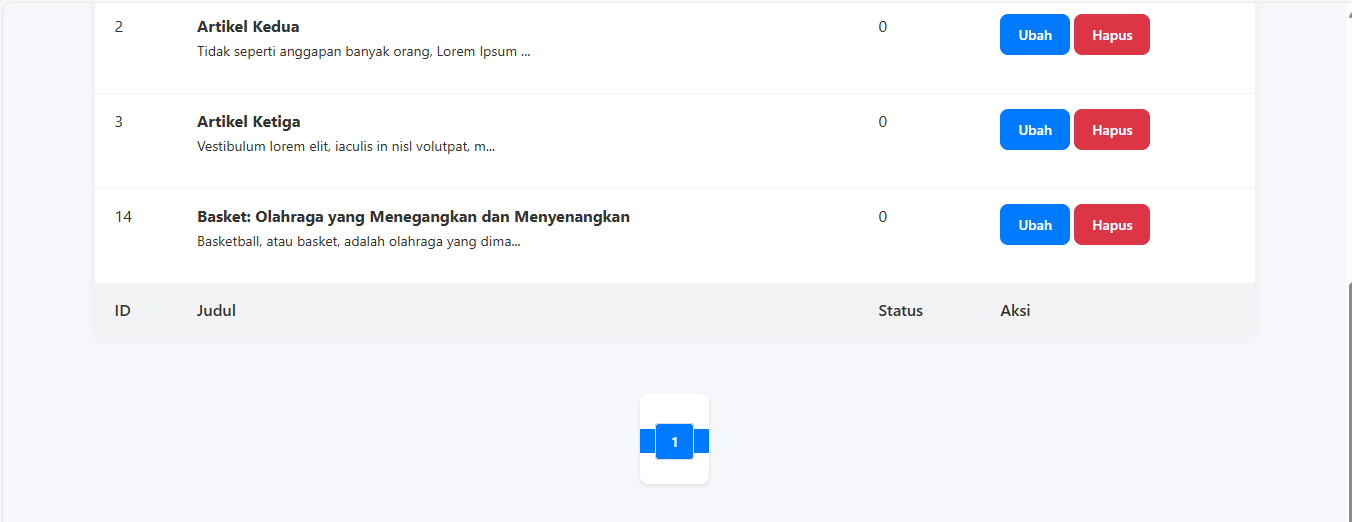 2 Artikel Kedua 0 Ubah Hapus
Tidak seperti anggapan banyak orang, Lorem Ipsum ...
3 Artikel Ketiga 0 Ubah Hapus
Vestibulum lorem elit, iaculis in nisl volutpat, m...
14 Basket: Olahraga yang Menegangkan dan Menyenangkan 0 Ubah Hapus
Basketball, atau basket, adalah olahraga yang dima...
ID Judul Status Aksi
1